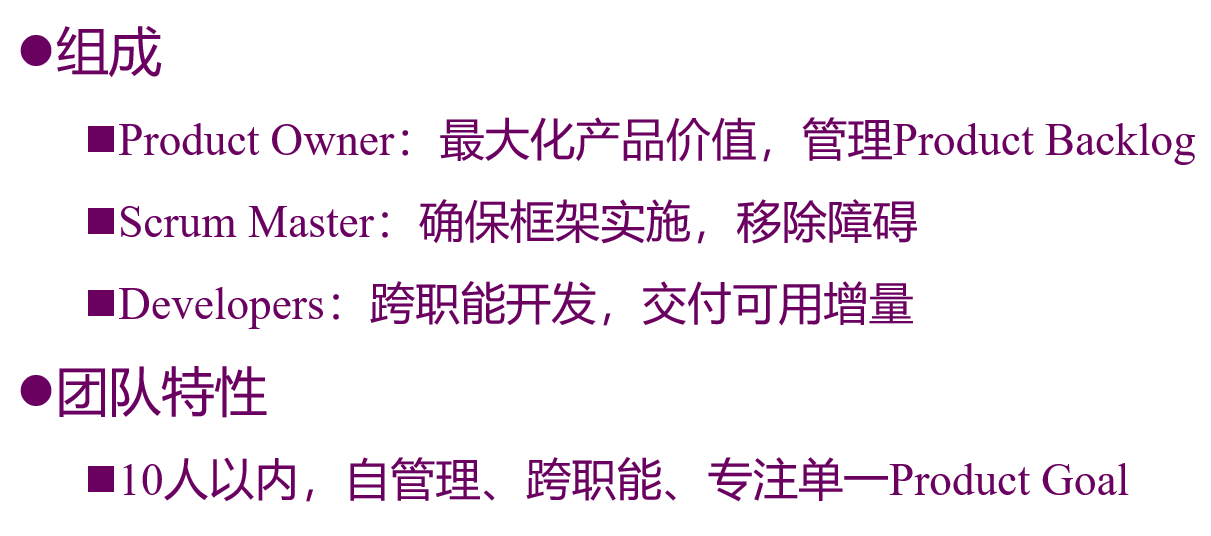 ●组成
■Product Owner：最大化产品价值，管理Product Backlog
■Scrum Master：确保框架实施，移除障碍
■Developers：跨职能开发，交付可用增量
●团队特性
■10人以内，自管理、跨职能、专注单一Product Goal